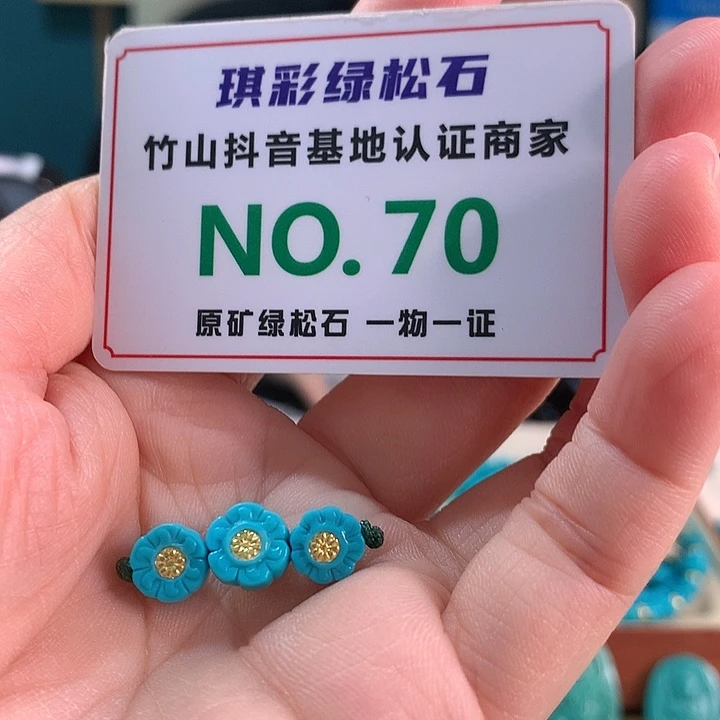 琪彩绿松石
竹山抖音基地认证商家
NO.70
原矿绿松石 一物一证